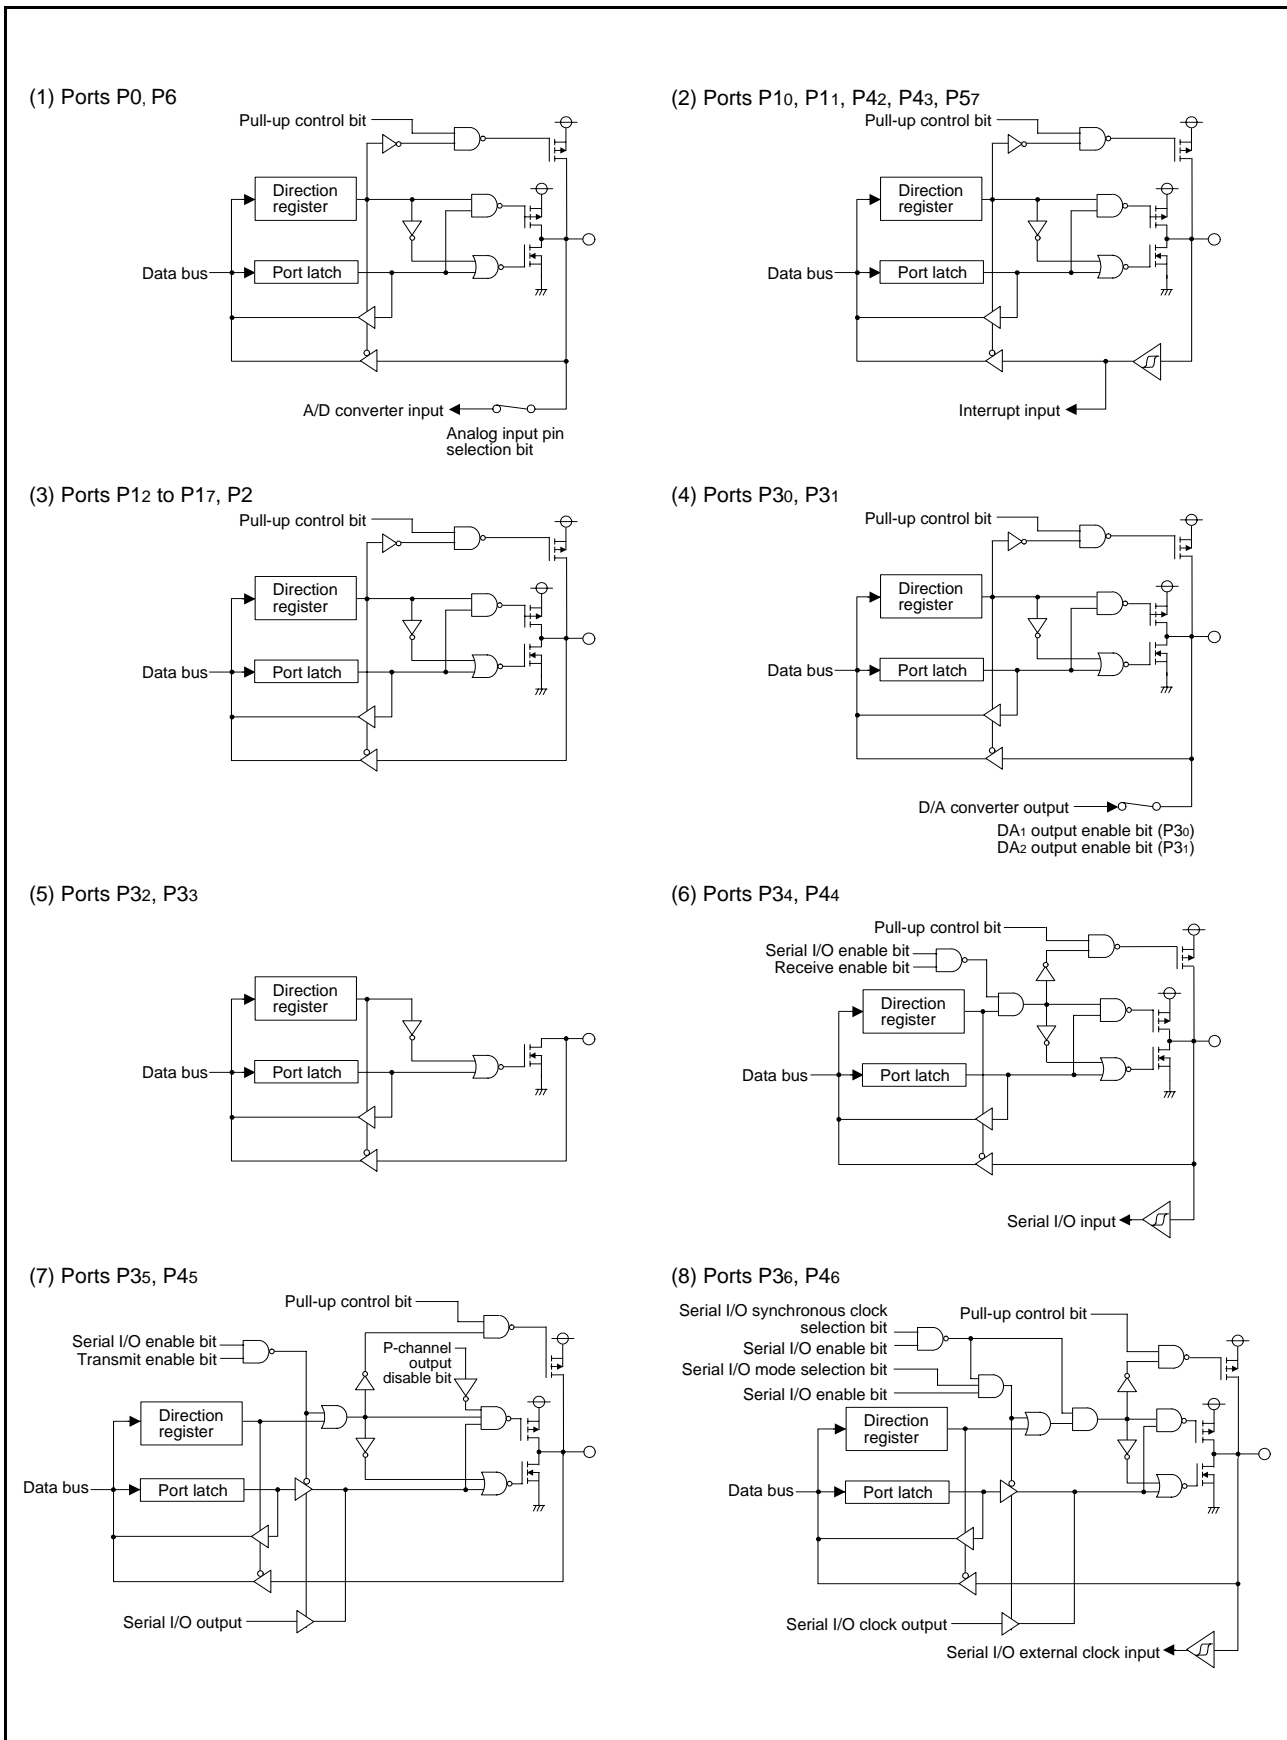 (1) Ports P0, P6
Pull-up control bit
Direction
register
Data bus
Port latch
A/D converter input
Analog input pin
selection bit
(2) Ports P10, P11, P42, P43, P57
Pull-up control bit
Direction
register
Data bus
Port latch
Interrupt input
(3) Ports P12 to P17, P2
Pull-up control bit
Direction
register
Data bus
Port latch
(4) Ports P30, P31
Pull-up control bit
Direction
register
Data bus
Port latch
D/A converter output
DA1 output enable bit (P30)
DA2 output enable bit (P31)
(5) Ports P32, P33
Direction
register
Data bus
Port latch
(6) Ports P34, P44
Pull-up control bit
Serial I/O enable bit
Receive enable bit
Direction
register
Data bus
Port latch
Serial I/O input
(7) Ports P35, P45
Pull-up control bit
Serial I/O enable bit
Transmit enable bit
P-channel
output
disable bit
Direction
register
Data bus
Port latch
Serial I/O output
(8) Ports P36, P46
Serial I/O synchronous clock
selection bit
Pull-up control bit
Serial I/O enable bit
Serial I/O mode selection bit
Serial I/O enable bit
Direction
register
Data bus
Port latch
Serial I/O clock output
Serial I/O external clock input